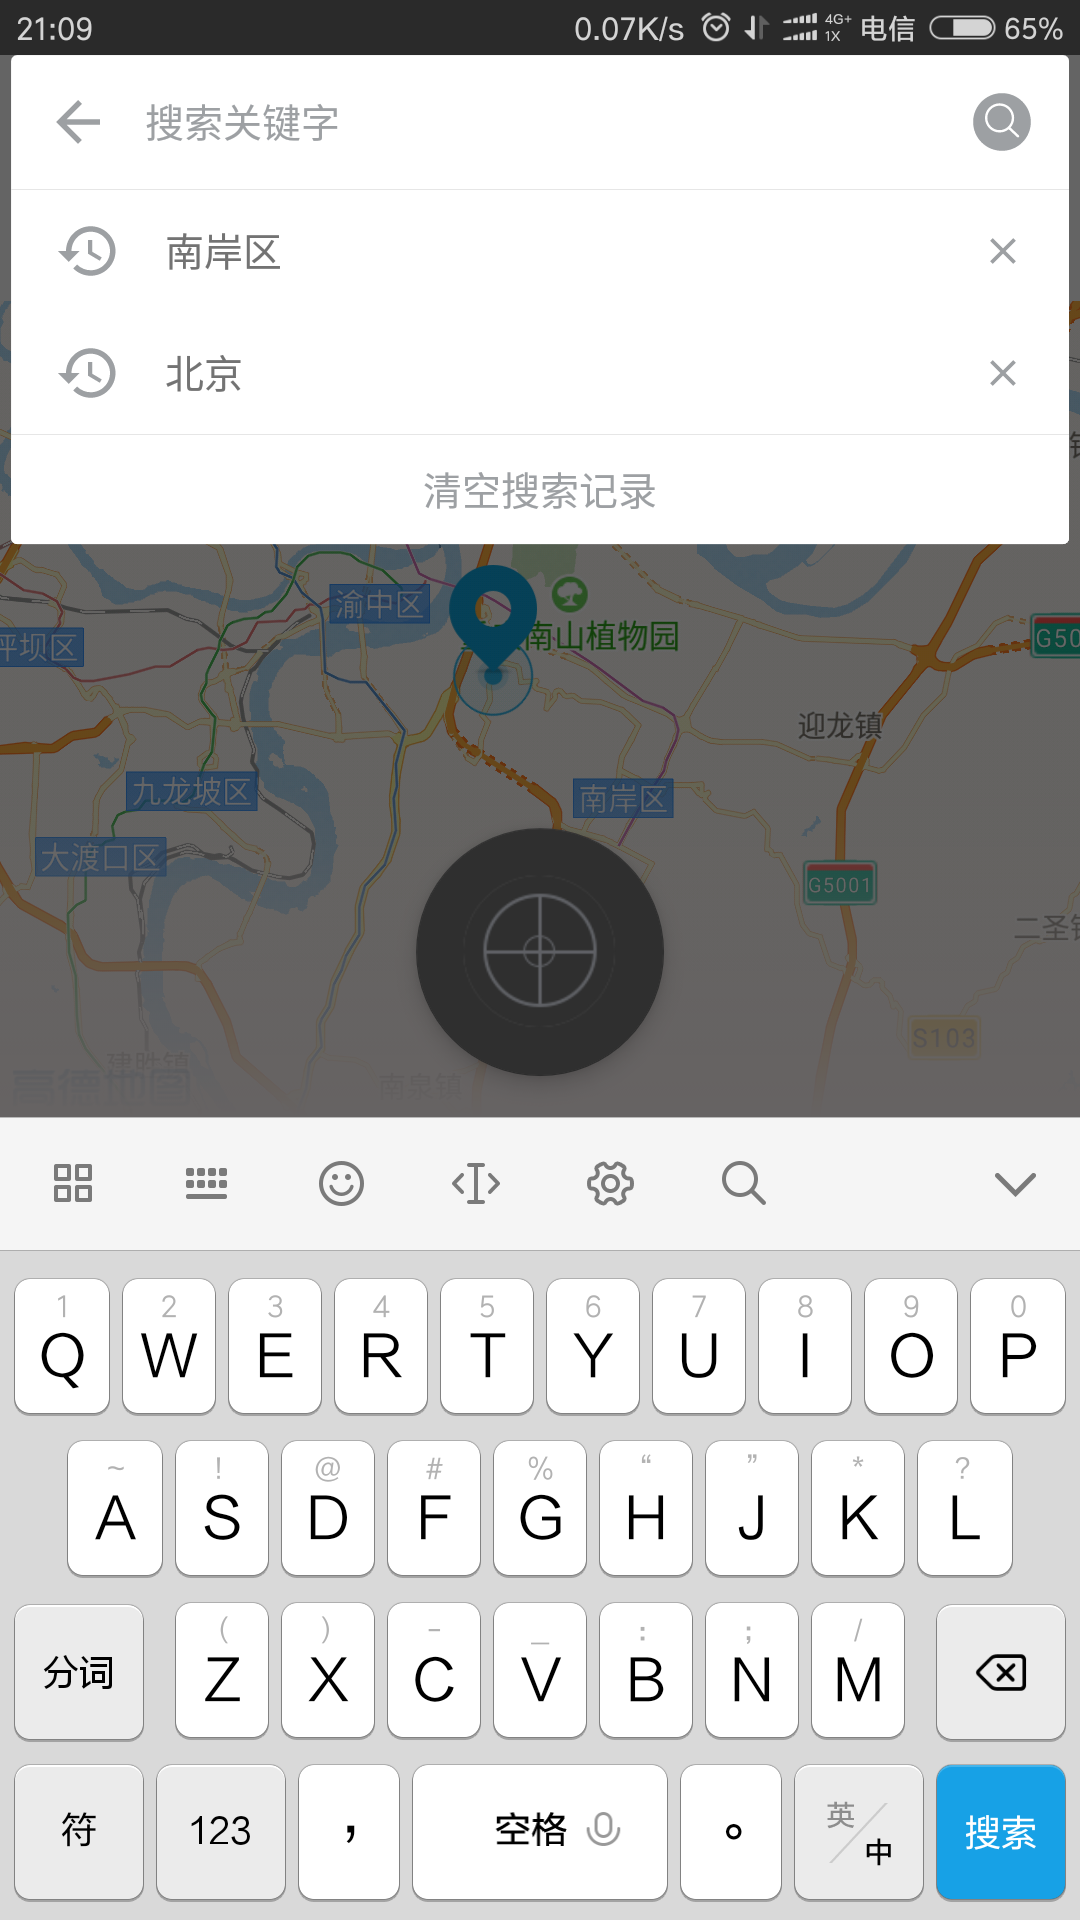 21:09 0.07K/s 4G+ 1X 电信 65%
搜索关键字
南岸区
北京
清空搜索记录
渝中区
南山植物园
坪坝区
G50
迎龙镇
九龙坡区
南岸区
大渡口区
G5001
二圣镇
S103
建胜镇
高德地图
南泉镇
1 2 3 4 5 6 7 8 9 0
Q W E R T Y U I O P
~ ! @ # % “ ” * ?
A S D F G H J K L
( ) - _ : ; /
分词 Z X C V B N M
符 123 ， 空格 。 英/中 搜索